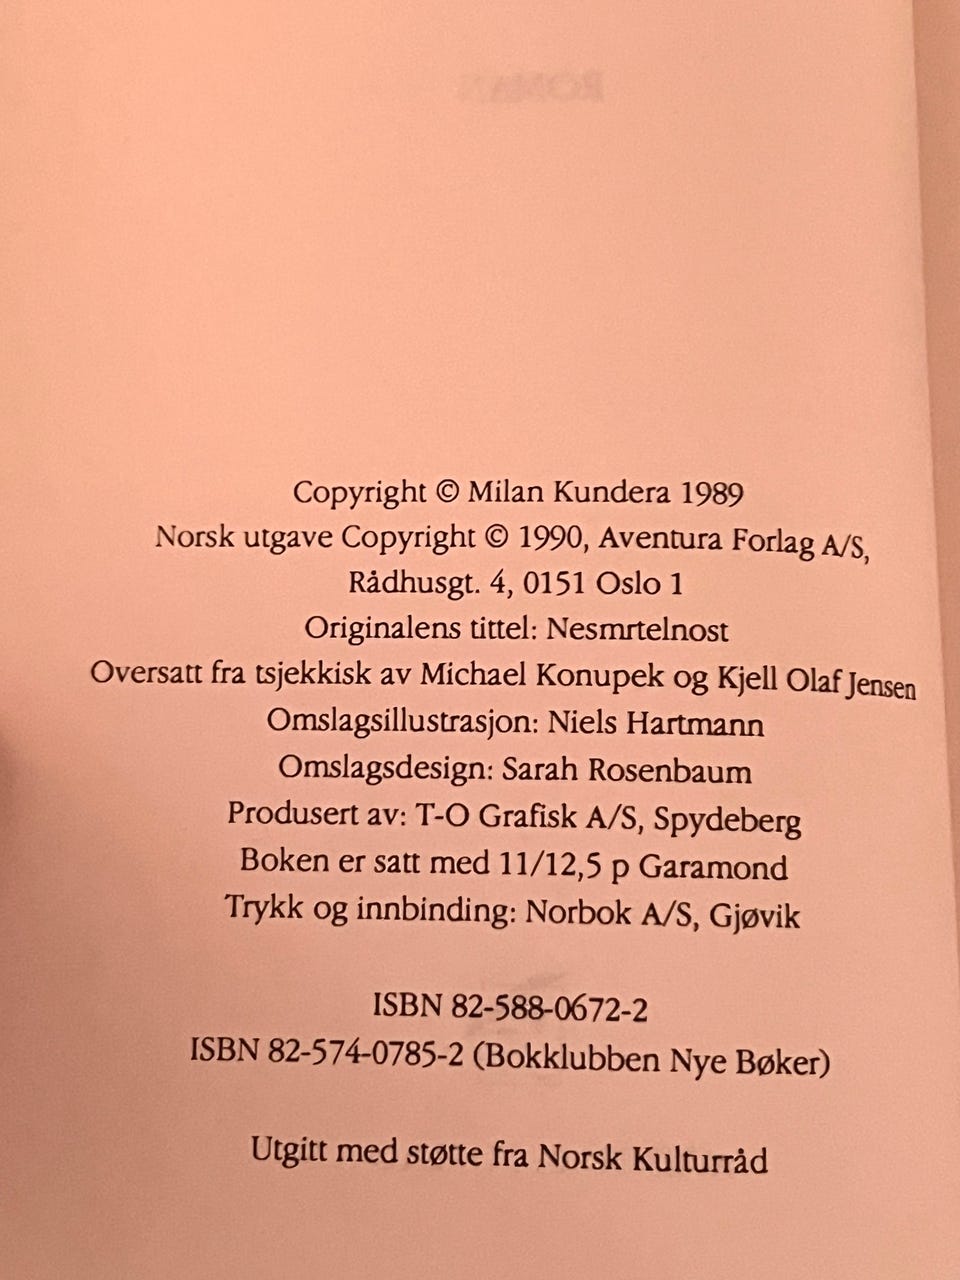 Copyright © Milan Kundera 1989
Norsk utgave Copyright © 1990, Aventura Forlag A/S,
Rådhusgt. 4, 0151 Oslo 1
Originalens tittel: Nesmrtelnost
Oversatt fra tsjekkisk av Michael Konupek og Kjell Olaf Jensen
Omslagsillustrasjon: Niels Hartmann
Omslagsdesign: Sarah Rosenbaum
Produsert av: T-O Grafisk A/S, Spydeberg
Boken er satt med 11/12,5 p Garamond
Trykk og innbinding: Norbok A/S, Gjøvik
ISBN 82-588-0672-2
ISBN 82-574-0785-2 (Bokklubben Nye Bøker)
Utgitt med støtte fra Norsk Kulturråd